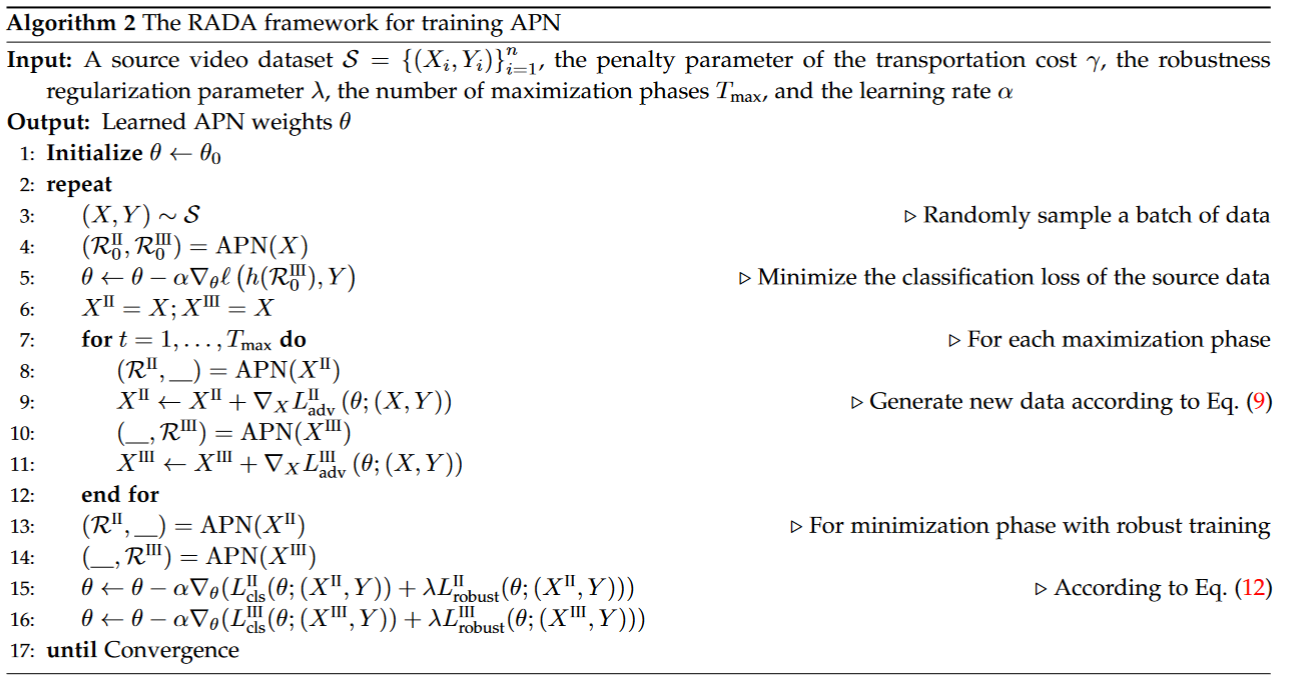 Algorithm 2 The RADA framework for training APN
Input: A source video dataset $\mathcal{S} = \{(X_i, Y_i)\}_{i=1}^{n}$, the penalty parameter of the transportation cost $\gamma$, the robustness
regularization parameter $\lambda$, the number of maximization phases $T_{\text{max}}$, and the learning rate $\alpha$
Output: Learned APN weights $\theta$
1: Initialize $\theta \leftarrow \theta_0$
2: repeat
3: $(X, Y) \sim \mathcal{S}$ ▷ Randomly sample a batch of data
4: $(\mathcal{R}_0^{\text{II}}, \mathcal{R}_0^{\text{III}}) = \text{APN}(X)$
5: $\theta \leftarrow \theta - \alpha \nabla_\theta \ell \left( h(\mathcal{R}_0^{\text{III}}), Y \right)$ ▷ Minimize the classification loss of the source data
6: $X^{\text{II}} = X; X^{\text{III}} = X$
7: for $t = 1, \ldots, T_{\text{max}}$ do ▷ For each maximization phase
8: $(\mathcal{R}^{\text{II}}, \_\_) = \text{APN}(X^{\text{II}})$
9: $X^{\text{II}} \leftarrow X^{\text{II}} + \nabla_X L_{\text{adv}}^{\text{II}} (\theta; (X, Y))$ ▷ Generate new data according to Eq. (9)
10: $(\_\_, \mathcal{R}^{\text{III}}) = \text{APN}(X^{\text{III}})$
11: $X^{\text{III}} \leftarrow X^{\text{III}} + \nabla_X L_{\text{adv}}^{\text{III}} (\theta; (X, Y))$
12: end for
13: $(\mathcal{R}^{\text{II}}, \_\_) = \text{APN}(X^{\text{II}})$ ▷ For minimization phase with robust training
14: $(\_\_, \mathcal{R}^{\text{III}}) = \text{APN}(X^{\text{III}})$
15: $\theta \leftarrow \theta - \alpha \nabla_\theta (L_{\text{cls}}^{\text{II}}(\theta; (X^{\text{II}}, Y)) + \lambda L_{\text{robust}}^{\text{II}}(\theta; (X^{\text{II}}, Y)))$ ▷ According to Eq. (12)
16: $\theta \leftarrow \theta - \alpha \nabla_\theta (L_{\text{cls}}^{\text{III}}(\theta; (X^{\text{III}}, Y)) + \lambda L_{\text{robust}}^{\text{III}}(\theta; (X^{\text{III}}, Y)))$
17: until Convergence